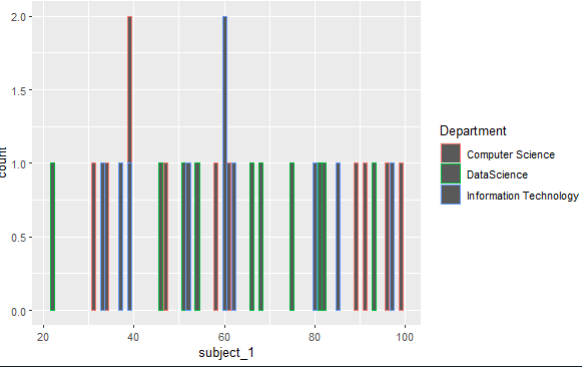 2.0
1.5
1.0
0.5
0.0
count
20
40
60
80
100
subject_1
Department
Computer Science
DataScience
Information Technology